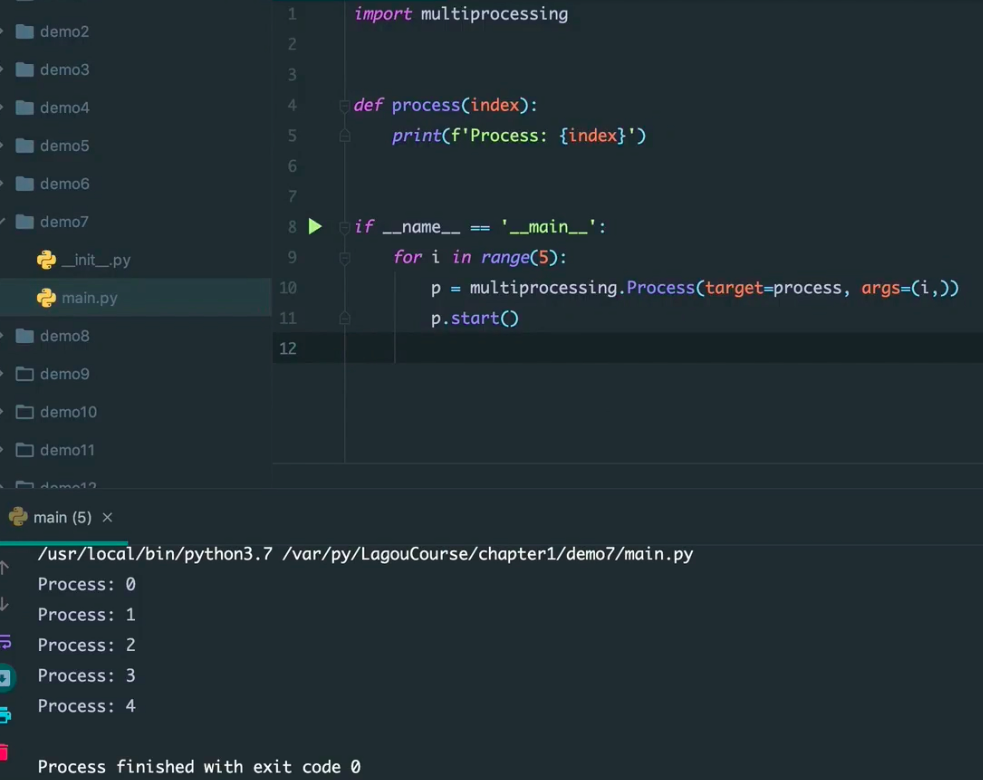 demo2
demo3
demo4
demo5
demo6
demo7
__init__.py
main.py
demo8
demo9
demo10
demo11
demo12
1 import multiprocessing
2
3
4 def process(index):
5 print(f'Process: {index}')
6
7
8 if __name__ == '__main__':
9 for i in range(5):
10 p = multiprocessing.Process(target=process, args=(i,))
11 p.start()
12
main (5) ×
/usr/local/bin/python3.7 /var/py/LagouCourse/chapter1/demo7/main.py
Process: 0
Process: 1
Process: 2
Process: 3
Process: 4
Process finished with exit code 0